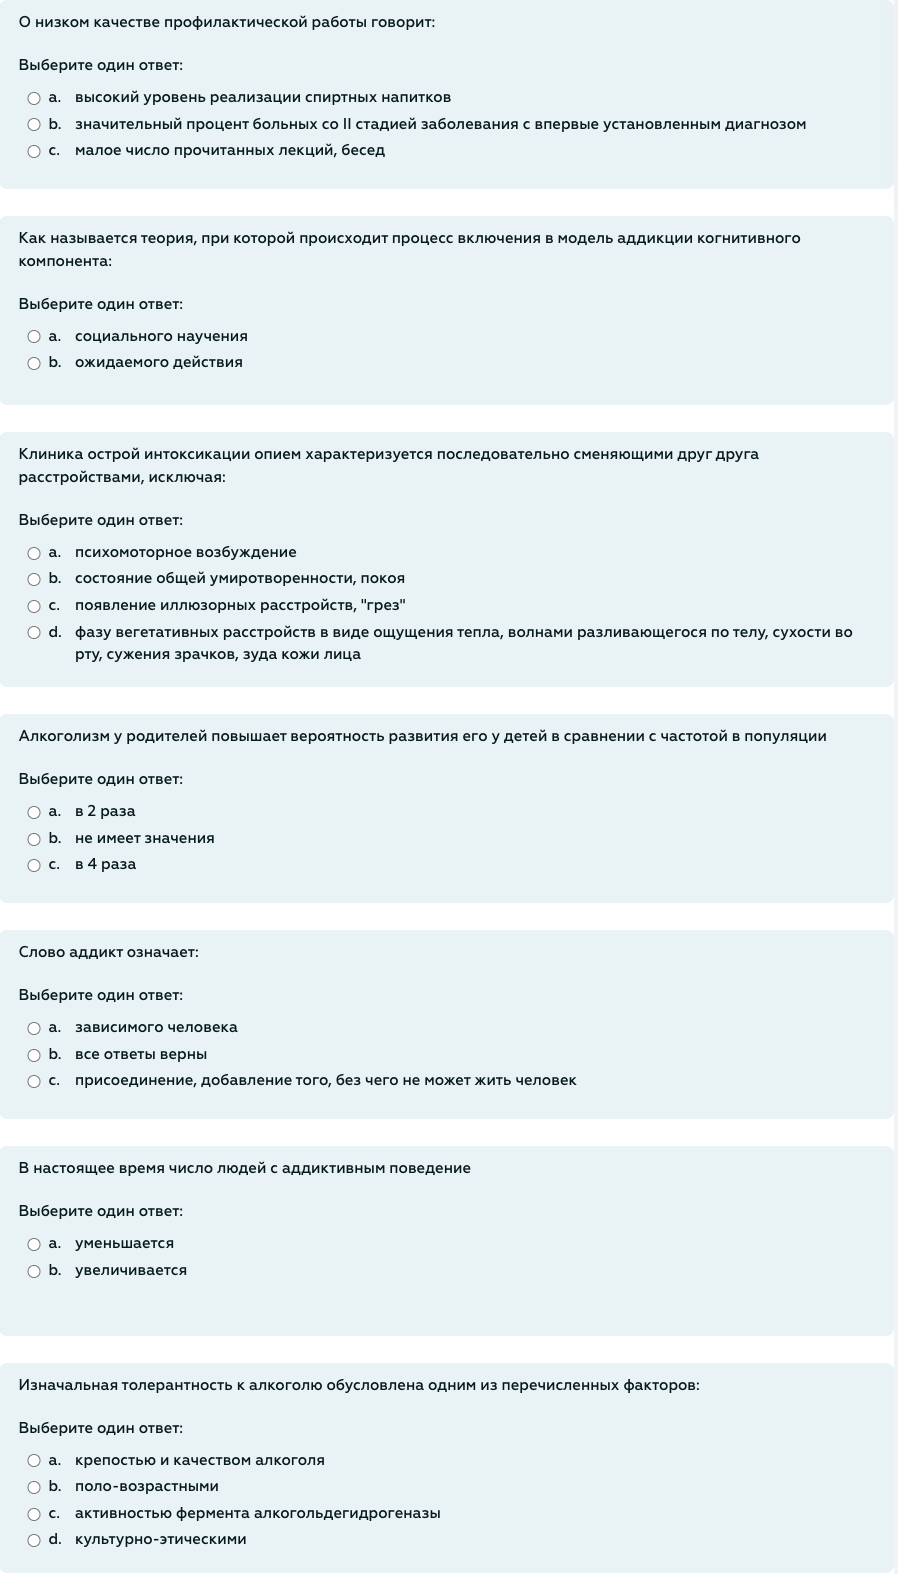 О низком качестве профилактической работы говорит:
Выберите один ответ:
a. высокий уровень реализации спиртных напитков
b. значительный процент больных со II стадией заболевания с впервые установленным диагнозом
c. малое число прочитанных лекций, бесед
Как называется теория, при которой происходит процесс включения в модель аддикции когнитивного
компонента:
Выберите один ответ:
a. социального научения
b. ожидаемого действия
Клиника острой интоксикации опием характеризуется последовательно сменяющими друг друга
расстройствами, исключая:
Выберите один ответ:
a. психомоторное возбуждение
b. состояние общей умиротворенности, покоя
c. появление иллюзорных расстройств, "грез"
d. фазу вегетативных расстройств в виде ощущения тепла, волнами разливающегося по телу, сухости во
рту, сужения зрачков, зуда кожи лица
Алкоголизм у родителей повышает вероятность развития его у детей в сравнении с частотой в популяции
Выберите один ответ:
a. в 2 раза
b. не имеет значения
c. в 4 раза
Слово аддикт означает:
Выберите один ответ:
a. зависимого человека
b. все ответы верны
c. присоединение, добавление того, без чего не может жить человек
В настоящее время число людей с аддиктивным поведение
Выберите один ответ:
a. уменьшается
b. увеличивается
Изначальная толерантность к алкоголю обусловлена одним из перечисленных факторов:
Выберите один ответ:
a. крепостью и качеством алкоголя
b. поло-возрастными
c. активностью фермента алкогольдегидрогеназы
d. культурно-этическими